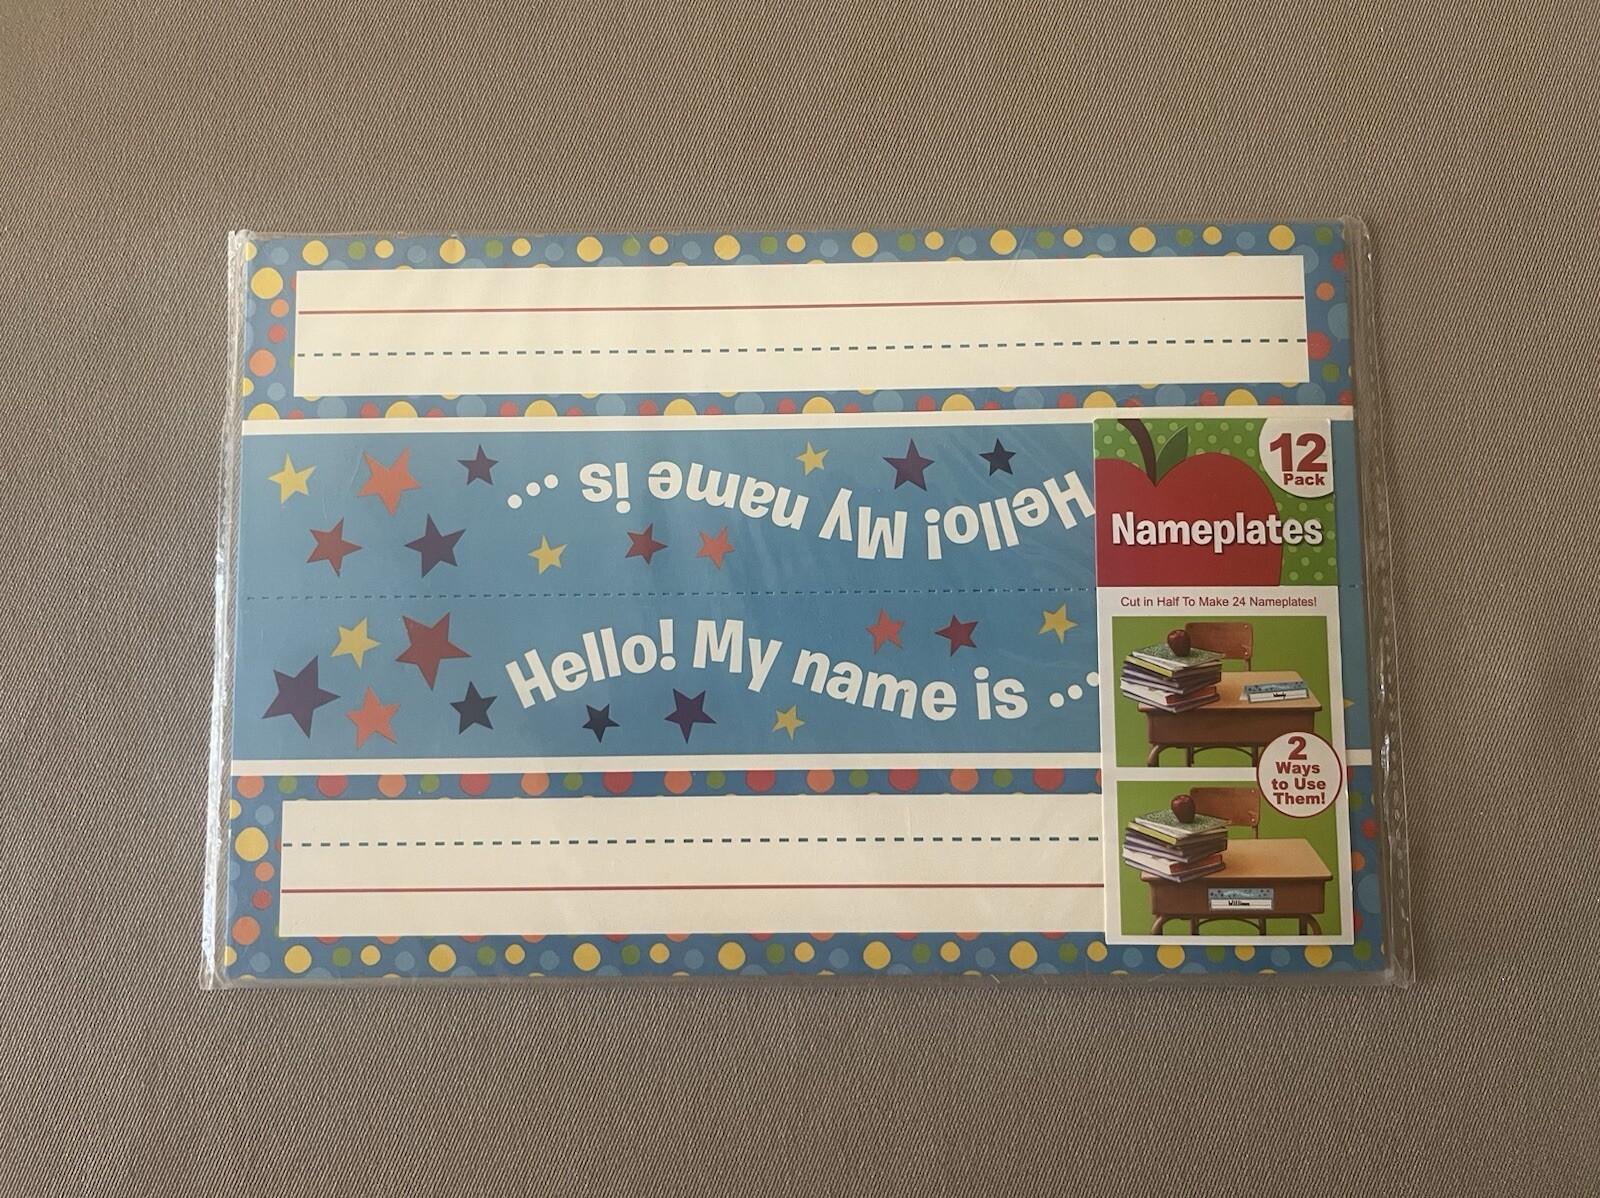 Hello! My name is ...
12
Pack
Nameplates
Cut in Half To Make 24 Nameplates!
Hello! My name is ...
2
Ways
to Use
Them!
William